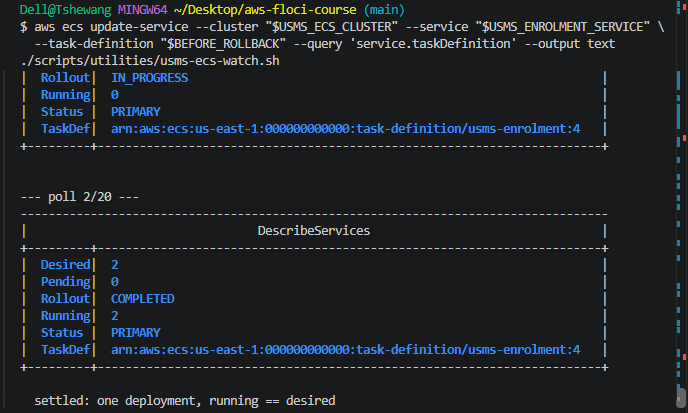 Dell@Tshewang MINGW64 ~/Desktop/aws-floci-course (main)
$ aws ecs update-service --cluster "$USMS_ECS_CLUSTER" --service "$USMS_ENROLMENT_SERVICE" \
  --task-definition "$BEFORE_ROLLBACK" --query 'service.taskDefinition' --output text
./scripts/utilities/usms-ecs-watch.sh
|  Rollout|  IN_PROGRESS                                                  |
|  Running|  0                                                            |
|  Status |  PRIMARY                                                      |
|  TaskDef|  arn:aws:ecs:us-east-1:000000000000:task-definition/usms-enrolment:4   |
+---------+---------------------------------------------------------------+
--- poll 2/20 ---
---------------------------------------------------------------------------
|                            DescribeServices                             |
+---------+---------------------------------------------------------------+
|  Desired|  2                                                            |
|  Pending|  0                                                            |
|  Rollout|  COMPLETED                                                    |
|  Running|  2                                                            |
|  Status |  PRIMARY                                                      |
|  TaskDef|  arn:aws:ecs:us-east-1:000000000000:task-definition/usms-enrolment:4   |
+---------+---------------------------------------------------------------+
  settled: one deployment, running == desired